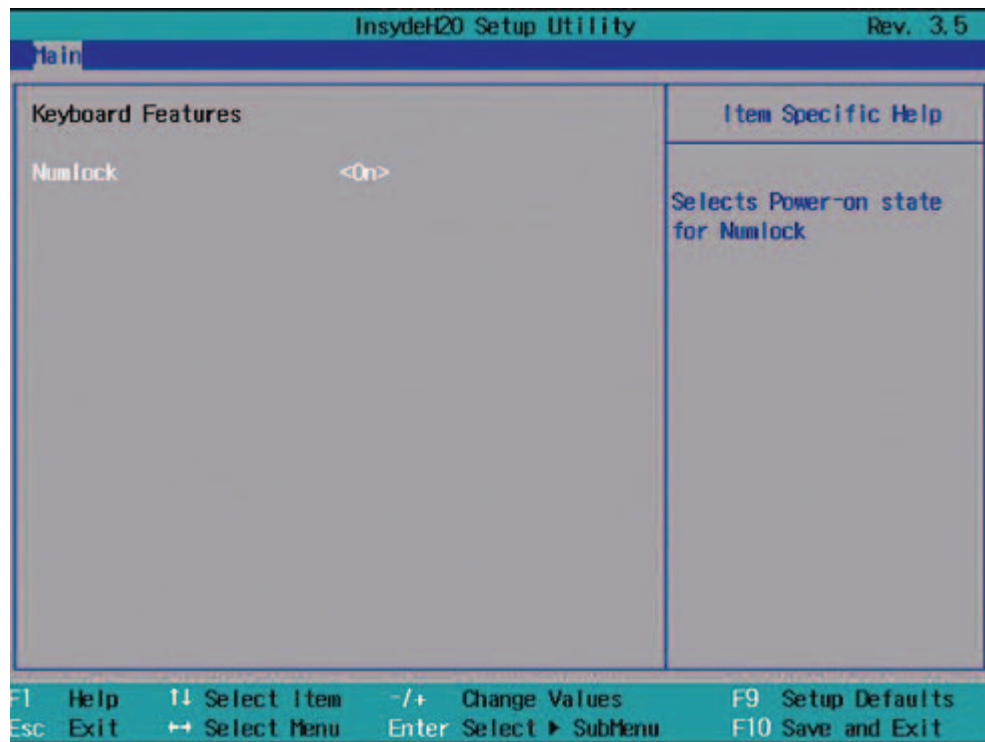 InsydeH20 Setup Utility Rev. 3.5
Main
Keyboard Features
Numlock <On>
Item Specific Help
Selects Power-on state
for Numlock
F1 Help ↑↓ Select Item -/+ Change Values F9 Setup Defaults
Esc Exit ↔ Select Menu Enter Select ▶ SubMenu F10 Save and Exit